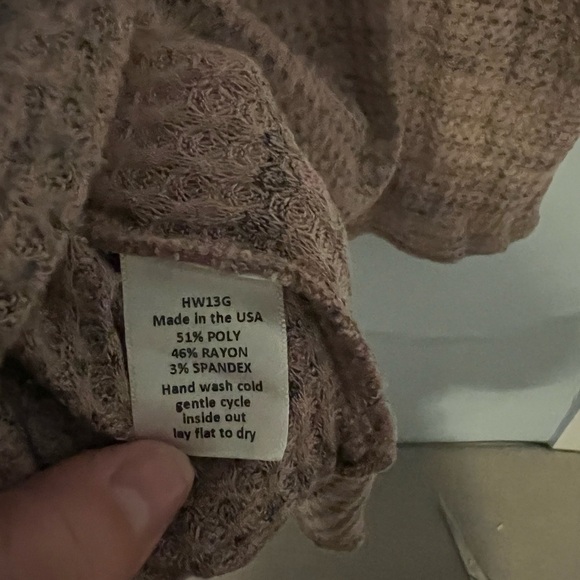 HW13G
Made in the USA
51% POLY
46% RAYON
3% SPANDEX
Hand wash cold
gentle cycle
inside out
lay flat to dry